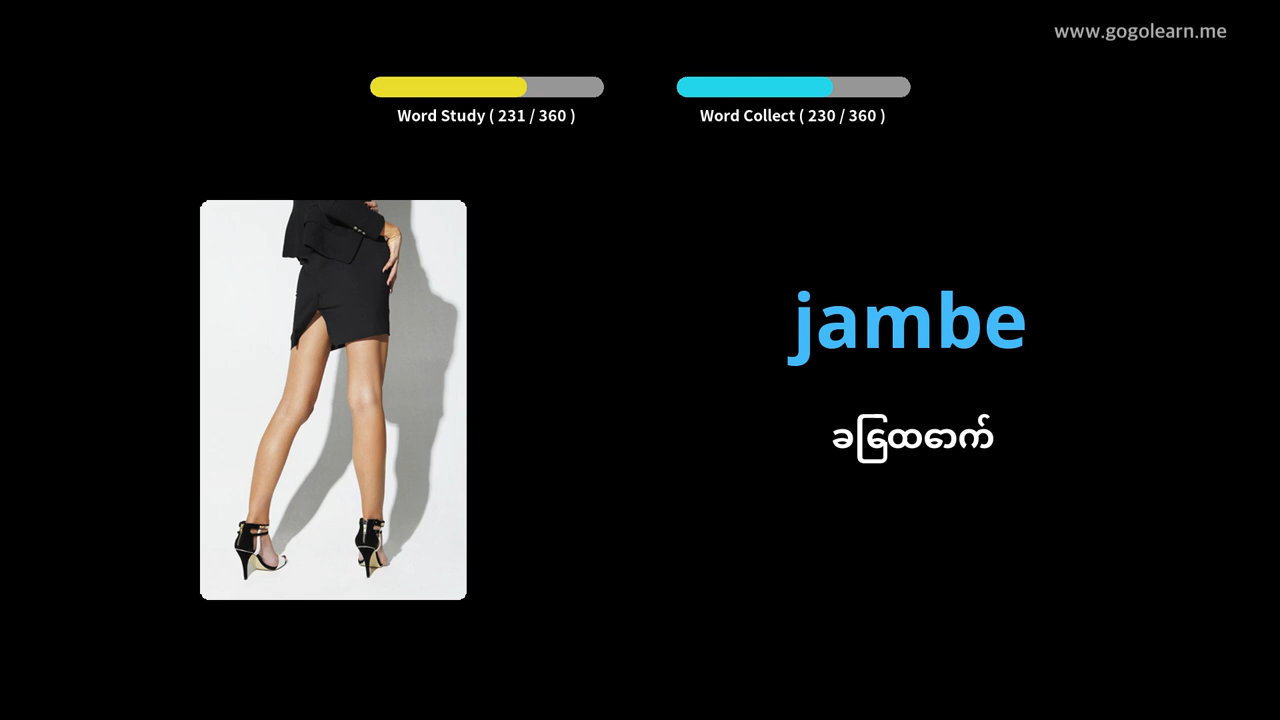 www.gogolearn.me
Word Study ( 231 / 360 )
Word Collect ( 230 / 360 )
jambe
ခြေထောက်